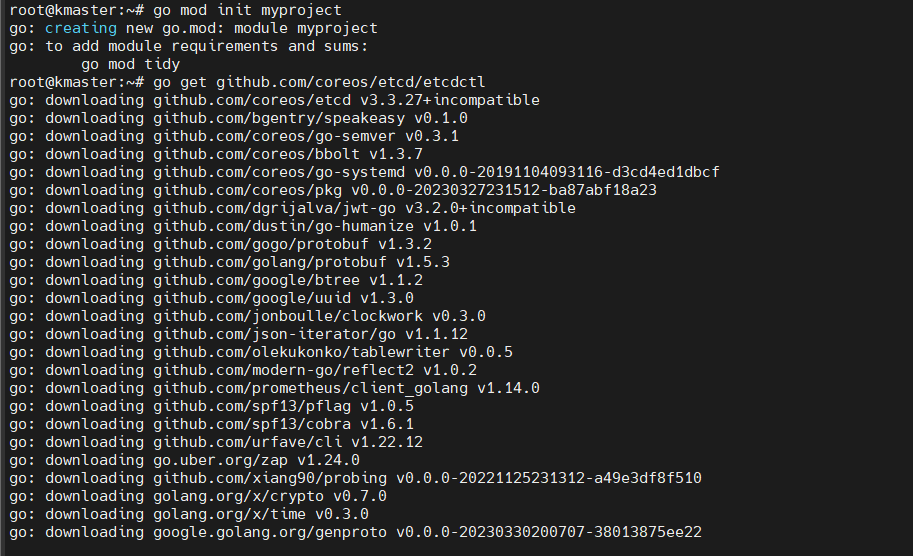 root@kmaster:~# go mod init myproject
go: creating new go.mod: module myproject
go: to add module requirements and sums:
        go mod tidy
root@kmaster:~# go get github.com/coreos/etcd/etcdctl
go: downloading github.com/coreos/etcd v3.3.27+incompatible
go: downloading github.com/bgentry/speakeasy v0.1.0
go: downloading github.com/coreos/go-semver v0.3.1
go: downloading github.com/coreos/bbolt v1.3.7
go: downloading github.com/coreos/go-systemd v0.0.0-20191104093116-d3cd4ed1dbcf
go: downloading github.com/coreos/pkg v0.0.0-20230327231512-ba87abf18a23
go: downloading github.com/dgrijalva/jwt-go v3.2.0+incompatible
go: downloading github.com/dustin/go-humanize v1.0.1
go: downloading github.com/gogo/protobuf v1.3.2
go: downloading github.com/golang/protobuf v1.5.3
go: downloading github.com/google/btree v1.1.2
go: downloading github.com/google/uuid v1.3.0
go: downloading github.com/jonboulle/clockwork v0.3.0
go: downloading github.com/json-iterator/go v1.1.12
go: downloading github.com/olekukonko/tablewriter v0.0.5
go: downloading github.com/modern-go/reflect2 v1.0.2
go: downloading github.com/prometheus/client_golang v1.14.0
go: downloading github.com/spf13/pflag v1.0.5
go: downloading github.com/spf13/cobra v1.6.1
go: downloading github.com/urfave/cli v1.22.12
go: downloading go.uber.org/zap v1.24.0
go: downloading github.com/xiang90/probing v0.0.0-20221125231312-a49e3df8f510
go: downloading golang.org/x/crypto v0.7.0
go: downloading golang.org/x/time v0.3.0
go: downloading google.golang.org/genproto v0.0.0-20230330200707-38013875ee22